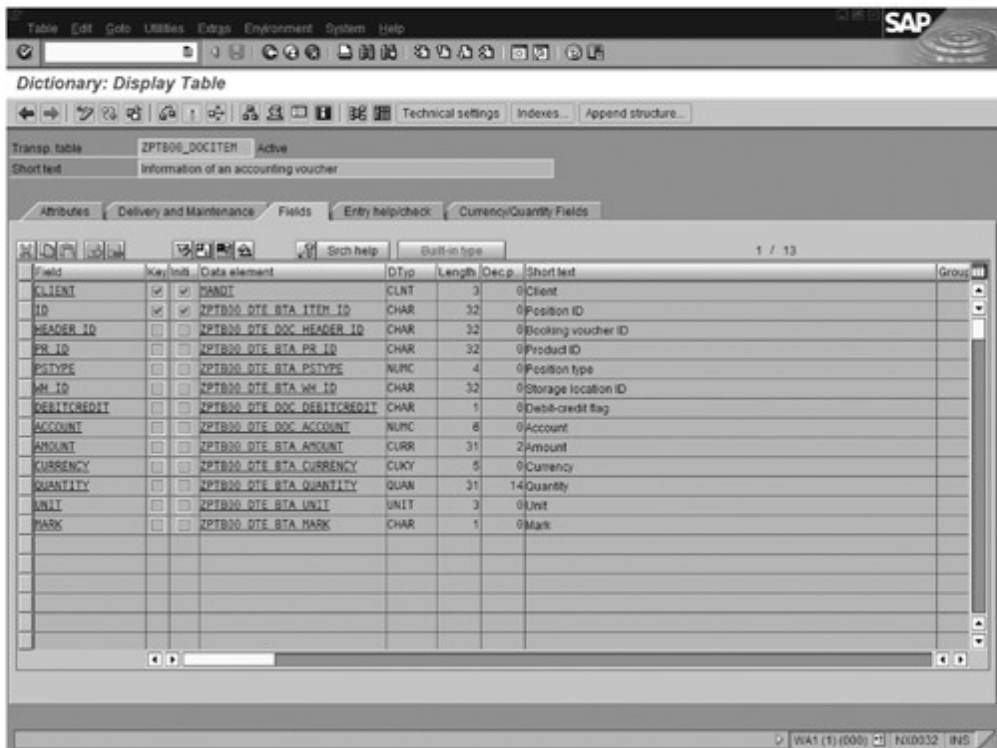 Table Edit Goto Utilities Extras Environment System Help
SAP
Dictionary: Display Table
Technical settings Indexes... Append structure...
Transp. table ZPTB00_DOCITEM Active
Short text Information of an accounting voucher
Attributes Delivery and Maintenance Fields Entry help/check Currency/Quantity Fields
Srch help Built-in type 1 / 13
Field Key Initi.. Data element DTyp Length Dec.p.. Short text Group
CLIENT MANDT CLNT 3 0 Client
ID ZPTB00_DTE_BTA_ITEM_ID CHAR 32 0 Position ID
HEADER_ID ZPTB00_DTE_DOC_HEADER_ID CHAR 32 0 Booking voucher ID
PR_ID ZPTB00_DTE_BTA_PR_ID CHAR 32 0 Product ID
PSTYPE ZPTB00_DTE_BTA_PSTYPE NUMC 4 0 Position type
WH_ID ZPTB00_DTE_BTA_WH_ID CHAR 32 0 Storage location ID
DEBITCREDIT ZPTB00_DTE_DOC_DEBITCREDIT CHAR 1 0 Debit-credit flag
ACCOUNT ZPTB00_DTE_DOC_ACCOUNT NUMC 6 0 Account
AMOUNT ZPTB00_DTE_BTA_AMOUNT CURR 31 2 Amount
CURRENCY ZPTB00_DTE_BTA_CURRENCY CUKY 5 0 Currency
QUANTITY ZPTB00_DTE_BTA_QUANTITY QUAN 31 14 Quantity
UNIT ZPTB00_DTE_BTA_UNIT UNIT 3 0 Unit
MARK ZPTB00_DTE_BTA_MARK CHAR 1 0 Mark
WA1 (1) (000) NX0032 INS